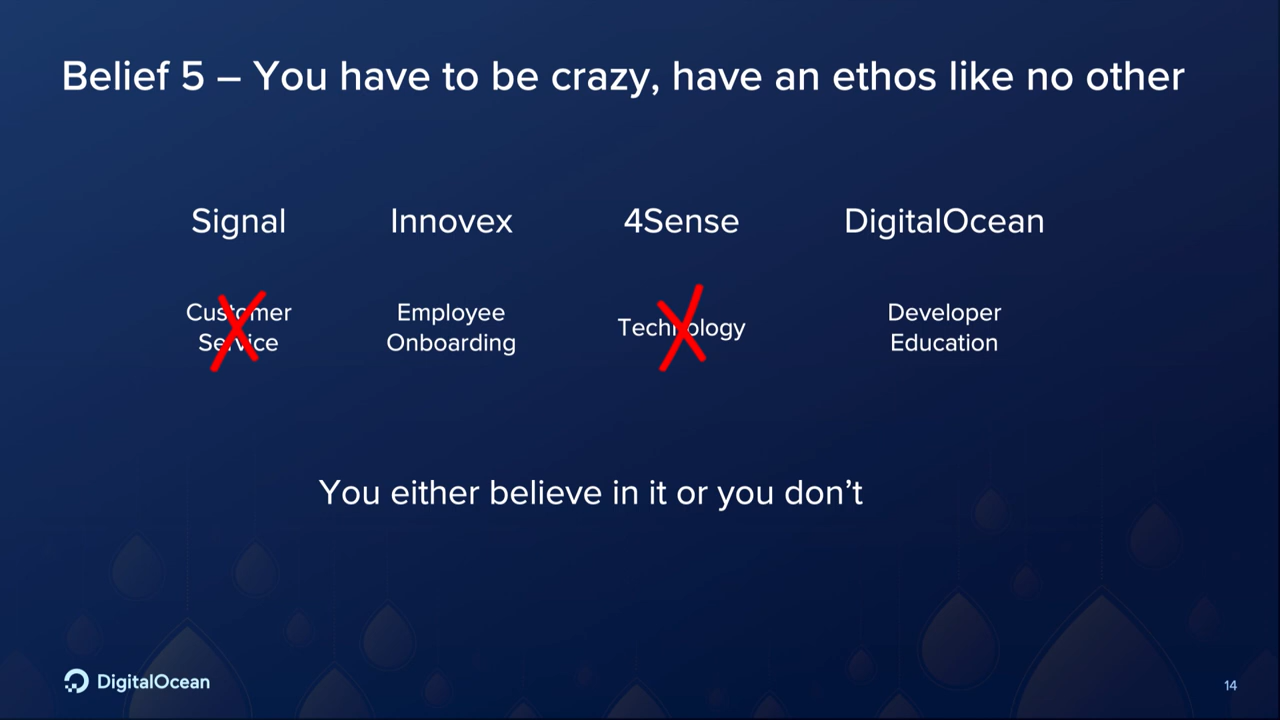 Belief 5 – You have to be crazy, have an ethos like no other
Signal
Innovex
4Sense
DigitalOcean
Customer
Service
Employee
Onboarding
Technology
Developer
Education
You either believe in it or you don’t
DigitalOcean
14